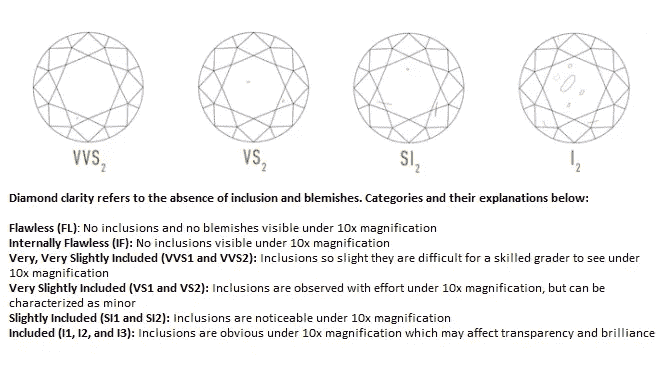 VVS2
VS2
SI2
I2
Diamond clarity refers to the absence of inclusion and blemishes. Categories and their explanations below:
Flawless (FL): No inclusions and no blemishes visible under 10x magnification
Internally Flawless (IF): No inclusions visible under 10x magnification
Very, Very Slightly Included (VVS1 and VVS2): Inclusions so slight they are difficult for a skilled grader to see under
10x magnification
Very Slightly Included (VS1 and VS2): Inclusions are observed with effort under 10x magnification, but can be
characterized as minor
Slightly Included (SI1 and SI2): Inclusions are noticeable under 10x magnification
Included (I1, I2, and I3): Inclusions are obvious under 10x magnification which may affect transparency and brilliance